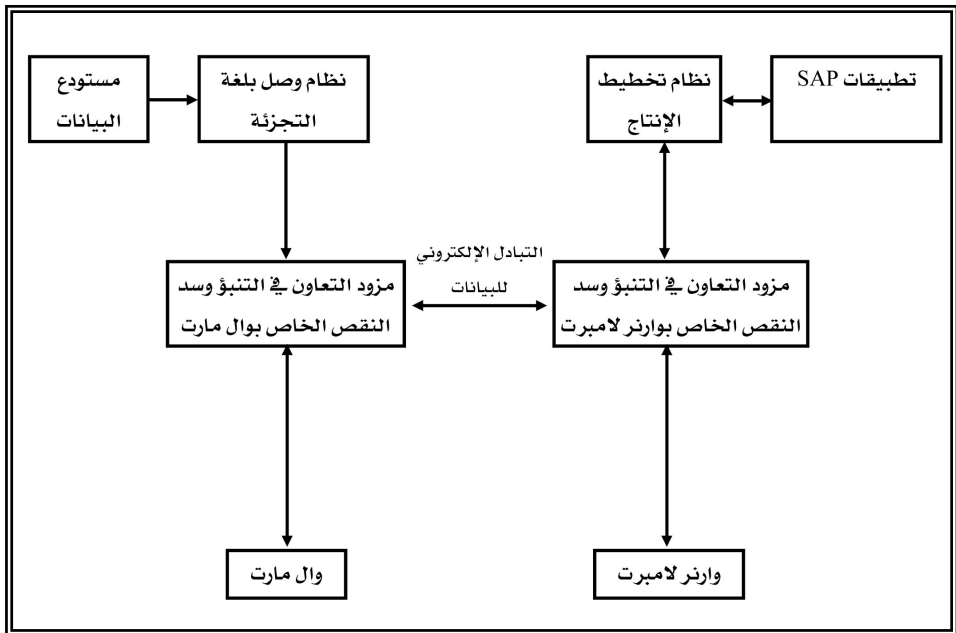 تطبيقات SAP
نظام تخطيط
الإنتاج
نظام وصل بلغة
التجزئة
مستودع
البيانات
مزود التعاون في التنبؤ وسد
النقص الخاص بوارنر لامبرت
التبادل الإلكتروني
للبيانات
مزود التعاون في التنبؤ وسد
النقص الخاص بوال مارت
وارنر لامبرت
وال مارت